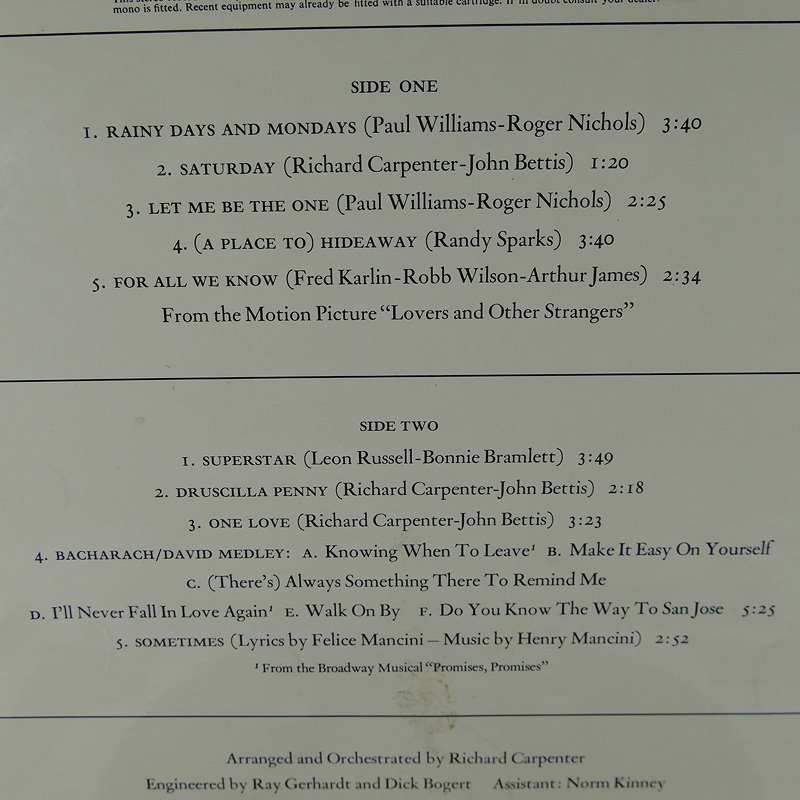 mono is fitted. Recent equipment may already be fitted with a suitable cartridge. If in doubt consult your dealer.
SIDE ONE
1. RAINY DAYS AND MONDAYS (Paul Williams-Roger Nichols) 3:40
2. SATURDAY (Richard Carpenter-John Bettis) 1:20
3. LET ME BE THE ONE (Paul Williams-Roger Nichols) 2:25
4. (A PLACE TO) HIDEAWAY (Randy Sparks) 3:40
5. FOR ALL WE KNOW (Fred Karlin-Robb Wilson-Arthur James) 2:34
From the Motion Picture “Lovers and Other Strangers”
SIDE TWO
1. SUPERSTAR (Leon Russell-Bonnie Bramlett) 3:49
2. DRUSCILLA PENNY (Richard Carpenter-John Bettis) 2:18
3. ONE LOVE (Richard Carpenter-John Bettis) 3:23
4. BACHARACH/DAVID MEDLEY: A. Knowing When To Leave¹ B. Make It Easy On Yourself
C. (There's) Always Something There To Remind Me
D. I'll Never Fall In Love Again¹ E. Walk On By F. Do You Know The Way To San Jose 5:25
5. SOMETIMES (Lyrics by Felice Mancini – Music by Henry Mancini) 2:52
¹ From the Broadway Musical “Promises, Promises”
Arranged and Orchestrated by Richard Carpenter
Engineered by Ray Gerhardt and Dick Bogert Assistant: Norm Kinney